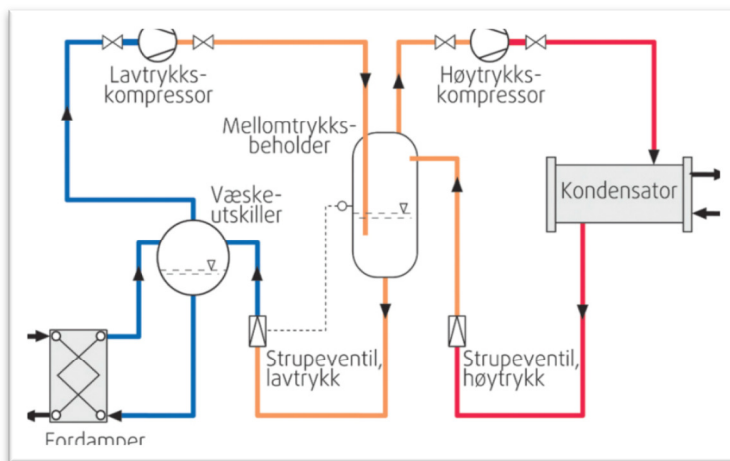 Lavtrykks-
kompressor
Høytrykks-
kompressor
Mellomtrykks-
beholder
Væske-
utskiller
Kondensator
Strupeventil,
lavtrykk
Strupeventil,
høytrykk
Fordamper